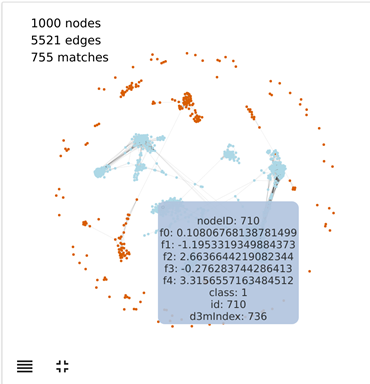 1000 nodes
5521 edges
755 matches
nodeID: 710
f0: 0.10806768138781499
f1: -1.1953319349884373
f2: 2.6636644219082344
f3: -0.276283744286413
f4: 3.3156557163484512
class: 1
id: 710
d3mIndex: 736